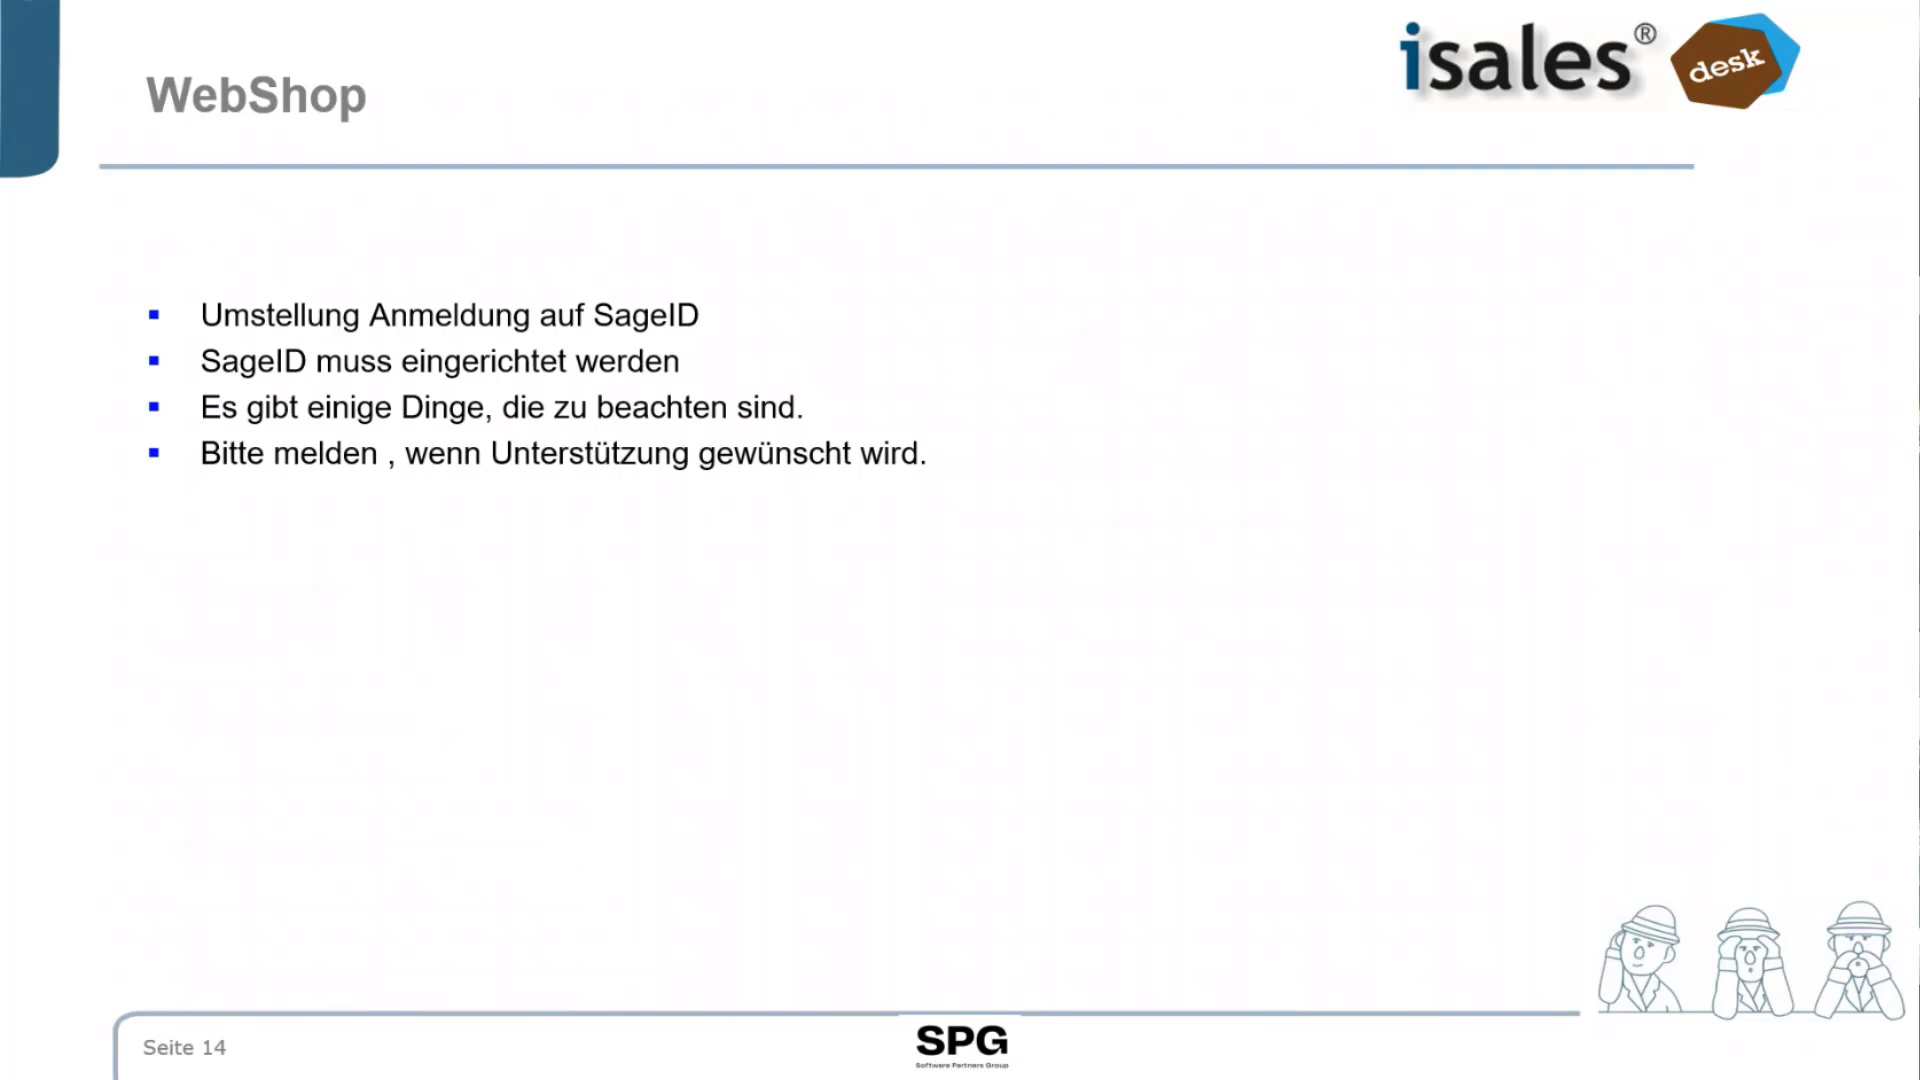 WebShop
isales® desk
Umstellung Anmeldung auf SageID
SageID muss eingerichtet werden
Es gibt einige Dinge, die zu beachten sind.
Bitte melden , wenn Unterstützung gewünscht wird.
Seite 14
SPG
Software Partners Group